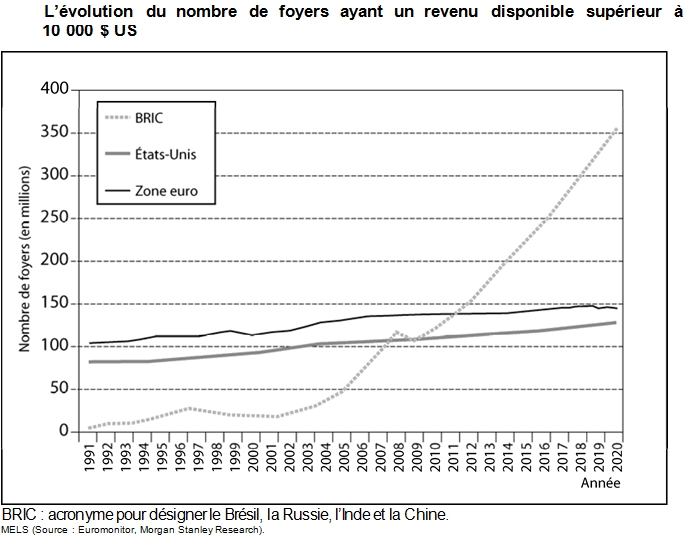 L’évolution du nombre de foyers ayant un revenu disponible supérieur à
10 000 $ US
400
350
300
250
200
150
100
50
0
Nombre de foyers (en millions)
BRIC
États-Unis
Zone euro
1991 1992 1993 1994 1995 1996 1997 1998 1999 2000 2001 2002 2003 2004 2005 2006 2007 2008 2009 2010 2011 2012 2013 2014 2015 2016 2017 2018 2019 2020
Année
BRIC : acronyme pour désigner le Brésil, la Russie, l’Inde et la Chine.
MELS (Source : Euromonitor, Morgan Stanley Research).